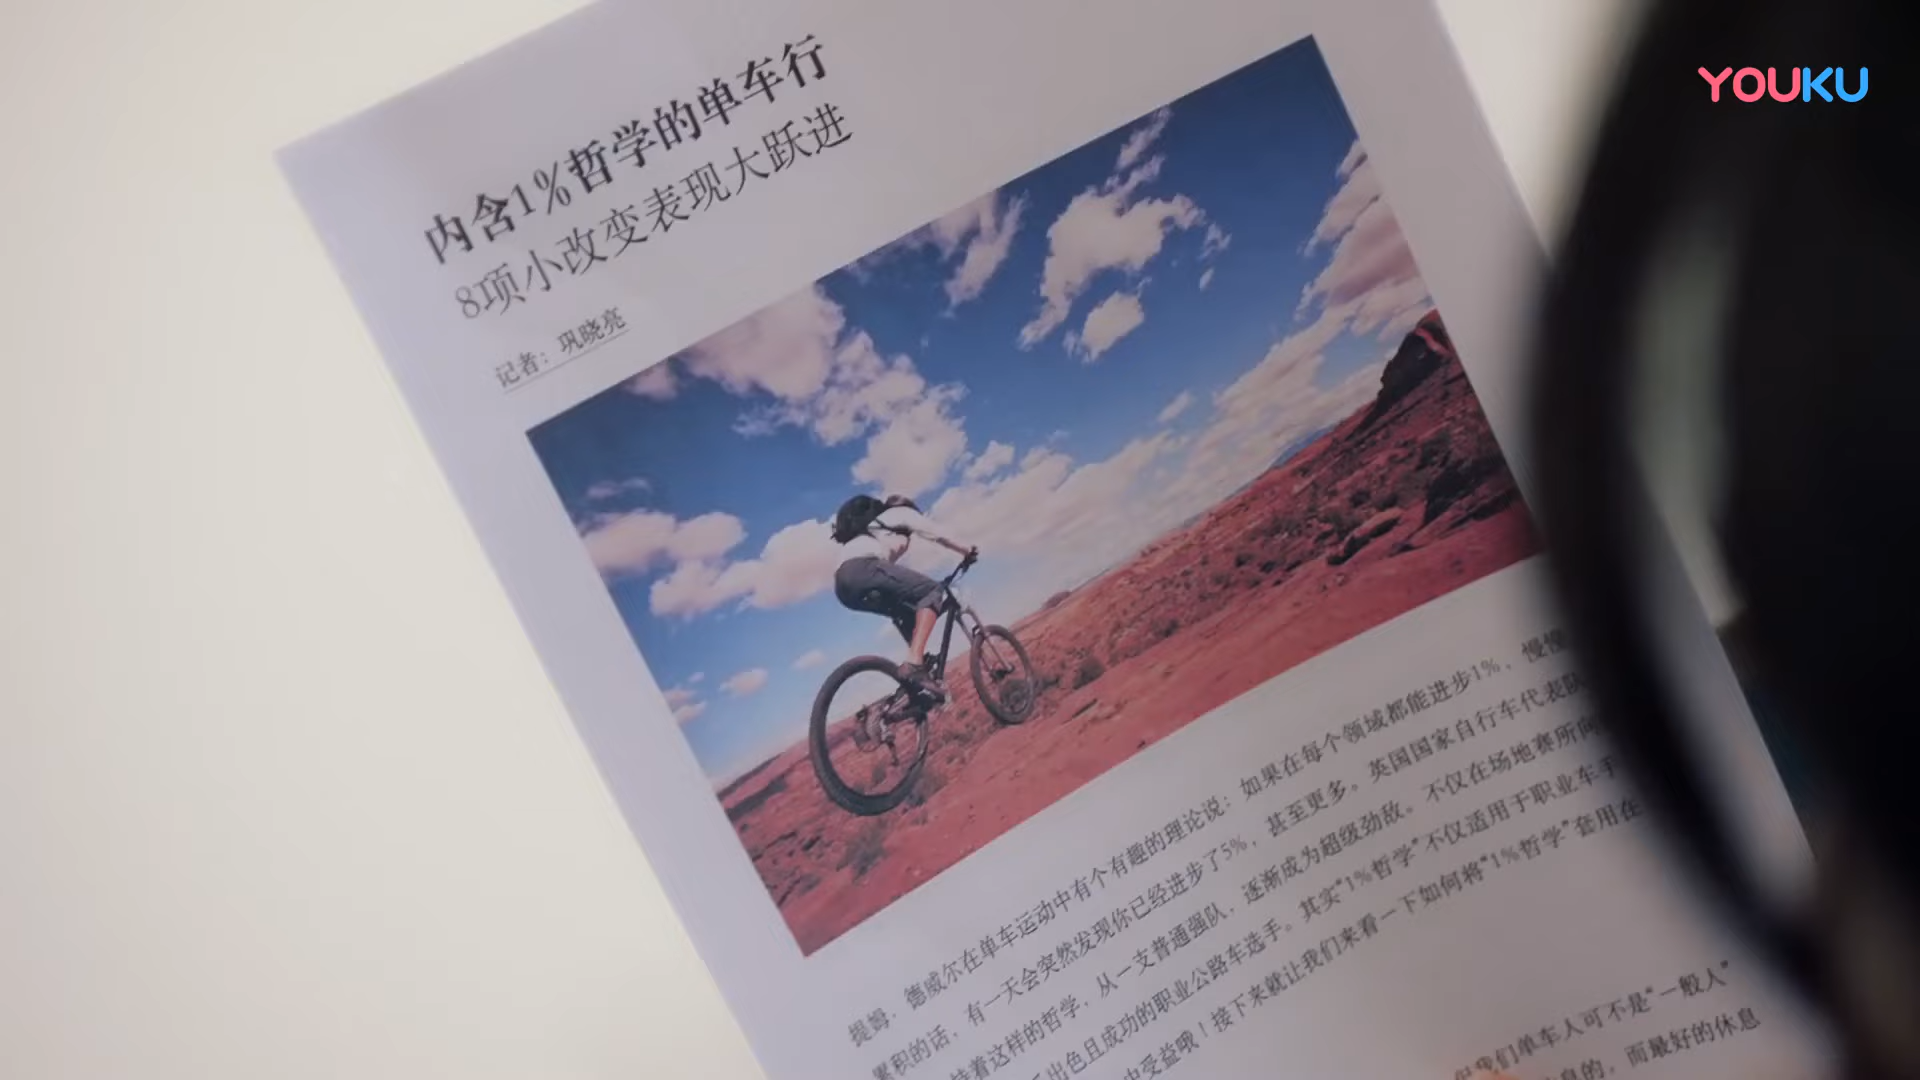 YOUKU
内含1%哲学的单车行
8项小改变表现大跃进
记者：巩晓亮
提姆．德威尔在单车运动中有个有趣的理论说：如果在每个领域都能进步1%，慢慢
累积的话，有一天会突然发现你已经进步了5%，甚至更多。英国国家自行车代表队
持着这样的哲学，从一支普通强队，逐渐成为超级劲敌。不仅在场地赛所向
出色且成功的职业公路车选手。其实“1%哲学”不仅适用于职业车手
中受益哦！接下来就让我们来看一下如何将“1%哲学”套用在
但我们单车人可不是“一般人”
息的，而最好的休息